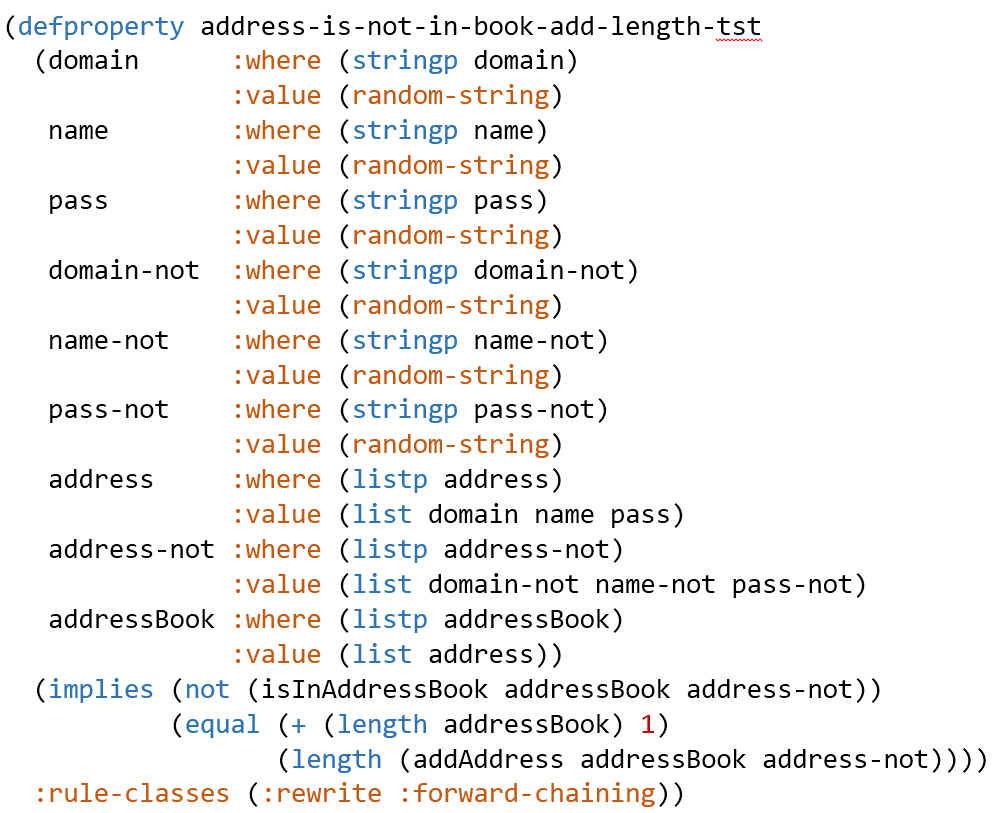 (defproperty address-is-not-in-book-add-length-tst
  (domain      :where (stringp domain)
               :value (random-string)
   name        :where (stringp name)
               :value (random-string)
   pass        :where (stringp pass)
               :value (random-string)
   domain-not  :where (stringp domain-not)
               :value (random-string)
   name-not    :where (stringp name-not)
               :value (random-string)
   pass-not    :where (stringp pass-not)
               :value (random-string)
   address     :where (listp address)
               :value (list domain name pass)
   address-not :where (listp address-not)
               :value (list domain-not name-not pass-not)
   addressBook :where (listp addressBook)
               :value (list address))
  (implies (not (isInAddressBook addressBook address-not))
           (equal (+ (length addressBook) 1)
                  (length (addAddress addressBook address-not))))
  :rule-classes (:rewrite :forward-chaining))